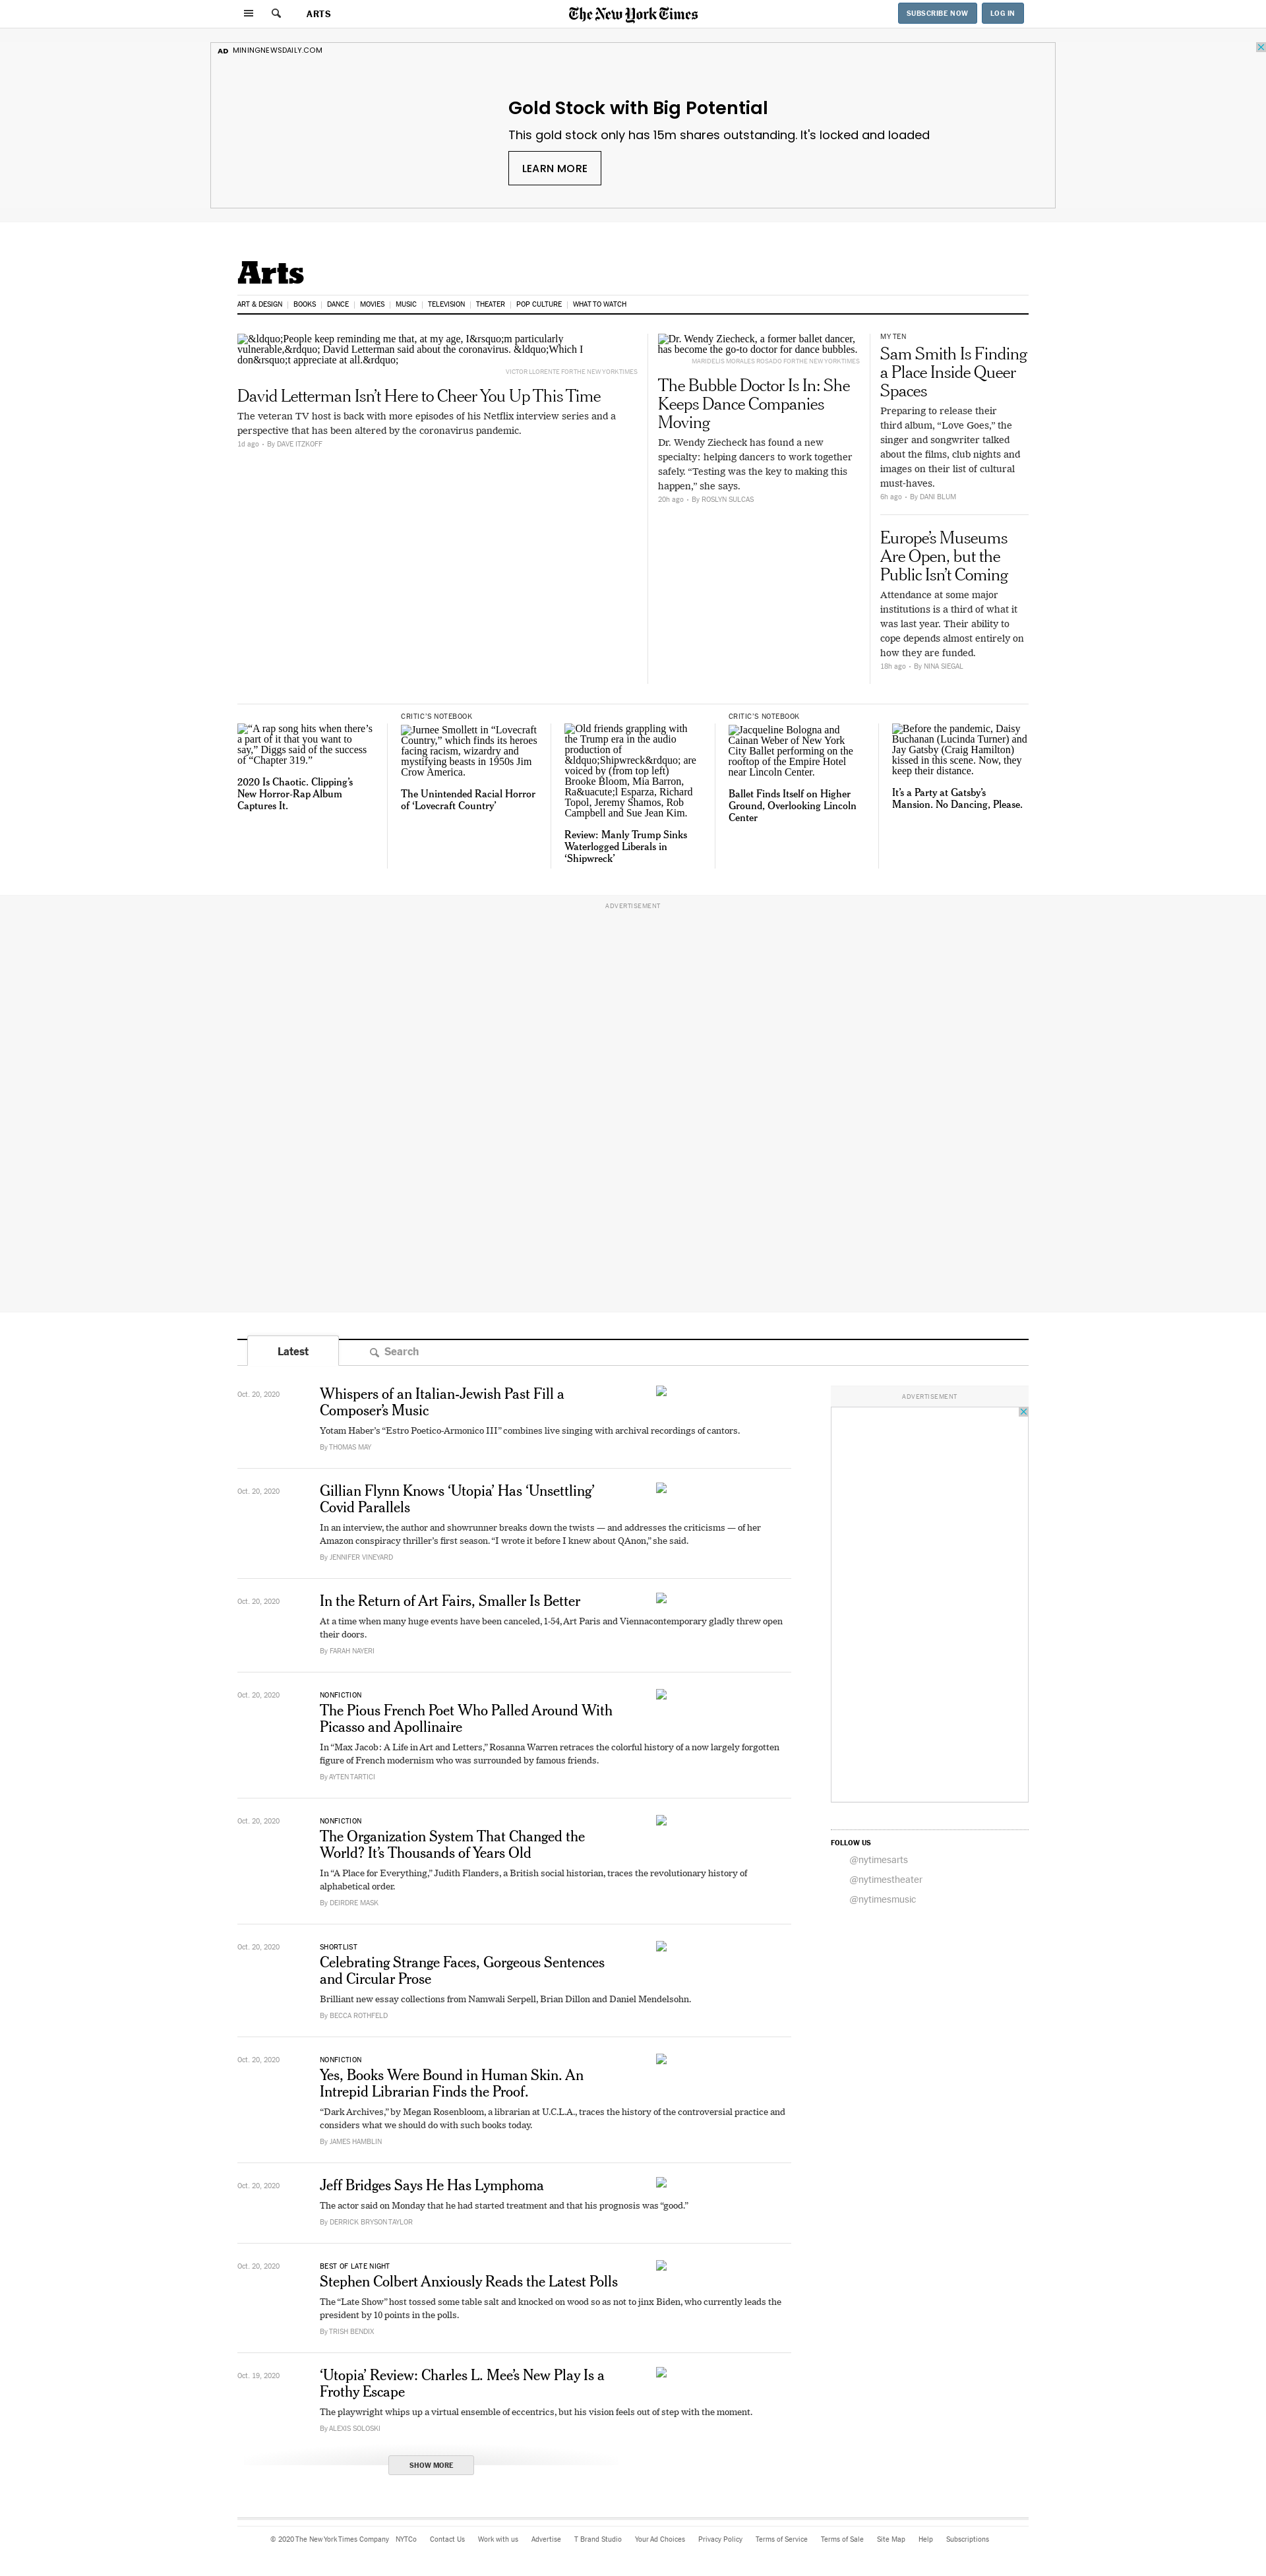 ARTS
The New York Times
SUBSCRIBE NOW
LOG IN
AD MININGNEWSDAILY.COM
Gold Stock with Big Potential
This gold stock only has 15m shares outstanding. It's locked and loaded
LEARN MORE
Arts
ART & DESIGN
BOOKS
DANCE
MOVIES
MUSIC
TELEVISION
THEATER
POP CULTURE
WHAT TO WATCH
&ldquo;People keep reminding me that, at my age, I&rsquo;m particularly
vulnerable,&rdquo; David Letterman said about the coronavirus. &ldquo;Which I
don&rsquo;t appreciate at all.&rdquo;
VICTOR LLORENTE FOR THE NEW YORK TIMES
David Letterman Isn’t Here to Cheer You Up This Time
The veteran TV host is back with more episodes of his Netflix interview series and a
perspective that has been altered by the coronavirus pandemic.
1d ago · By DAVE ITZKOFF
Dr. Wendy Ziecheck, a former ballet dancer,
has become the go-to doctor for dance bubbles.
MARIDELIS MORALES ROSADO FOR THE NEW YORK TIMES
The Bubble Doctor Is In: She
Keeps Dance Companies
Moving
Dr. Wendy Ziecheck has found a new
specialty: helping dancers to work together
safely. “Testing was the key to making this
happen,” she says.
20h ago · By ROSLYN SULCAS
MY TEN
Sam Smith Is Finding
a Place Inside Queer
Spaces
Preparing to release their
third album, “Love Goes,” the
singer and songwriter talked
about the films, club nights and
images on their list of cultural
must-haves.
6h ago · By DANI BLUM
Europe’s Museums
Are Open, but the
Public Isn’t Coming
Attendance at some major
institutions is a third of what it
was last year. Their ability to
cope depends almost entirely on
how they are funded.
18h ago · By NINA SIEGAL
“A rap song hits when there’s
a part of it that you want to
say,” Diggs said of the success
of “Chapter 319.”
2020 Is Chaotic. Clipping’s
New Horror-Rap Album
Captures It.
CRITIC’S NOTEBOOK
Jurnee Smollett in “Lovecraft
Country,” which finds its heroes
facing racism, wizardry and
mystifying beasts in 1950s Jim
Crow America.
The Unintended Racial Horror
of ‘Lovecraft Country’
Old friends grappling with
the Trump era in the audio
production of
&ldquo;Shipwreck&rdquo; are
voiced by (from top left)
Brooke Bloom, Mia Barron,
Ra&uacute;l Esparza, Richard
Topol, Jeremy Shamos, Rob
Campbell and Sue Jean Kim.
Review: Manly Trump Sinks
Waterlogged Liberals in
‘Shipwreck’
CRITIC’S NOTEBOOK
Jacqueline Bologna and
Cainan Weber of New York
City Ballet performing on the
rooftop of the Empire Hotel
near Lincoln Center.
Ballet Finds Itself on Higher
Ground, Overlooking Lincoln
Center
Before the pandemic, Daisy
Buchanan (Lucinda Turner) and
Jay Gatsby (Craig Hamilton)
kissed in this scene. Now, they
keep their distance.
It’s a Party at Gatsby’s
Mansion. No Dancing, Please.
ADVERTISEMENT
Latest
Search
Oct. 20, 2020
Whispers of an Italian-Jewish Past Fill a
Composer’s Music
Yotam Haber’s “Estro Poetico-Armonico III” combines live singing with archival recordings of cantors.
By THOMAS MAY
Oct. 20, 2020
Gillian Flynn Knows ‘Utopia’ Has ‘Unsettling’
Covid Parallels
In an interview, the author and showrunner breaks down the twists — and addresses the criticisms — of her
Amazon conspiracy thriller’s first season. “I wrote it before I knew about QAnon,” she said.
By JENNIFER VINEYARD
Oct. 20, 2020
In the Return of Art Fairs, Smaller Is Better
At a time when many huge events have been canceled, 1-54, Art Paris and Viennacontemporary gladly threw open
their doors.
By FARAH NAYERI
Oct. 20, 2020
NONFICTION
The Pious French Poet Who Palled Around With
Picasso and Apollinaire
In “Max Jacob: A Life in Art and Letters,” Rosanna Warren retraces the colorful history of a now largely forgotten
figure of French modernism who was surrounded by famous friends.
By AYTEN TARTICI
Oct. 20, 2020
NONFICTION
The Organization System That Changed the
World? It’s Thousands of Years Old
In “A Place for Everything,” Judith Flanders, a British social historian, traces the revolutionary history of
alphabetical order.
By DEIRDRE MASK
Oct. 20, 2020
SHORTLIST
Celebrating Strange Faces, Gorgeous Sentences
and Circular Prose
Brilliant new essay collections from Namwali Serpell, Brian Dillon and Daniel Mendelsohn.
By BECCA ROTHFELD
Oct. 20, 2020
NONFICTION
Yes, Books Were Bound in Human Skin. An
Intrepid Librarian Finds the Proof.
“Dark Archives,” by Megan Rosenbloom, a librarian at U.C.L.A., traces the history of the controversial practice and
considers what we should do with such books today.
By JAMES HAMBLIN
Oct. 20, 2020
Jeff Bridges Says He Has Lymphoma
The actor said on Monday that he had started treatment and that his prognosis was “good.”
By DERRICK BRYSON TAYLOR
Oct. 20, 2020
BEST OF LATE NIGHT
Stephen Colbert Anxiously Reads the Latest Polls
The “Late Show” host tossed some table salt and knocked on wood so as not to jinx Biden, who currently leads the
president by 10 points in the polls.
By TRISH BENDIX
Oct. 19, 2020
‘Utopia’ Review: Charles L. Mee’s New Play Is a
Frothy Escape
The playwright whips up a virtual ensemble of eccentrics, but his vision feels out of step with the moment.
By ALEXIS SOLOSKI
SHOW MORE
ADVERTISEMENT
FOLLOW US
@nytimesarts
@nytimestheater
@nytimesmusic
© 2020 The New York Times Company
NYTCo
Contact Us
Work with us
Advertise
T Brand Studio
Your Ad Choices
Privacy Policy
Terms of Service
Terms of Sale
Site Map
Help
Subscriptions